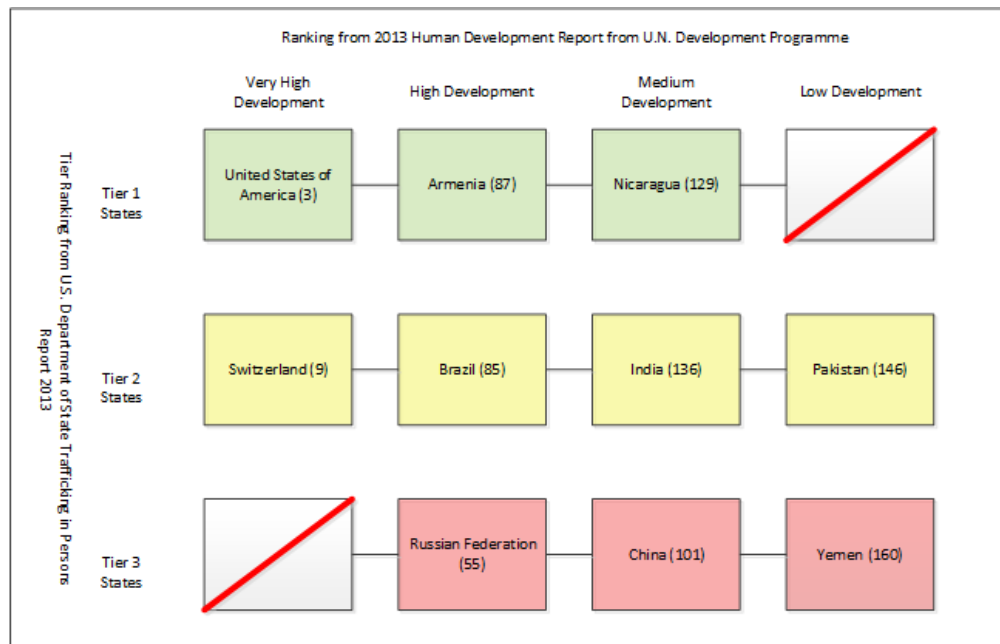 Ranking from 2013 Human Development Report from U.N. Development Programme
Very High
Development
High Development
Medium
Development
Low Development
Tier Ranking from U.S. Department of State Trafficking in Persons
Report 2013
Tier 1
States
United States of
America (3)
Armenia (87)
Nicaragua (129)
Tier 2
States
Switzerland (9)
Brazil (85)
India (136)
Pakistan (146)
Tier 3
States
Russian Federation
(55)
China (101)
Yemen (160)